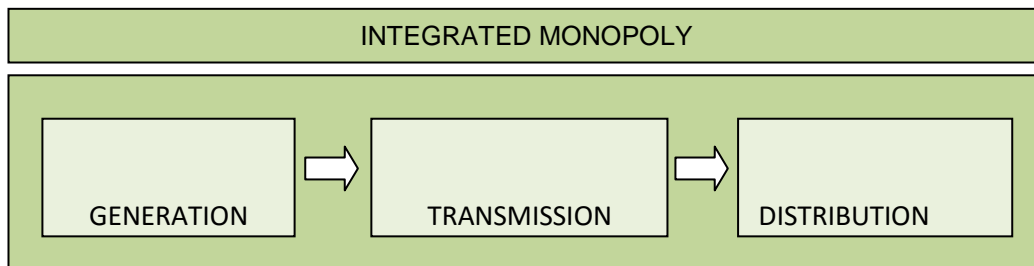 INTEGRATED MONOPOLY
GENERATION
TRANSMISSION
DISTRIBUTION